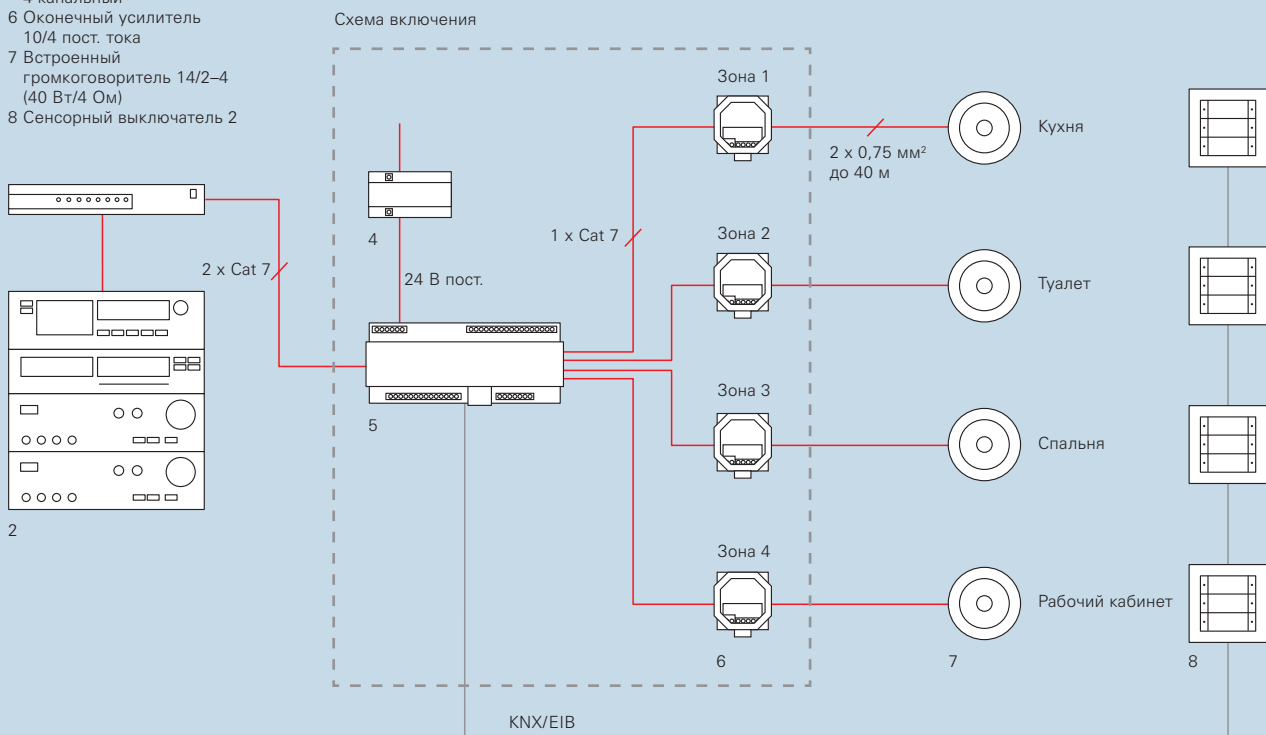 4 канальный
6 Оконечный усилитель
10/4 пост. тока
7 Встроенный
громкоговоритель 14/2–4
(40 Вт/4 Ом)
8 Сенсорный выключатель 2
Схема включения
Зона 1
Кухня
2 x 0,75 мм²
до 40 м
4
1 x Cat 7
Зона 2
2 x Cat 7
24 В пост.
Туалет
Зона 3
5
Спальня
2
Зона 4
Рабочий кабинет
6
7
8
KNX/EIB